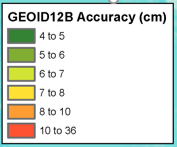 GEOID12B Accuracy (cm)
4 to 5
5 to 6
6 to 7
7 to 8
8 to 10
10 to 36